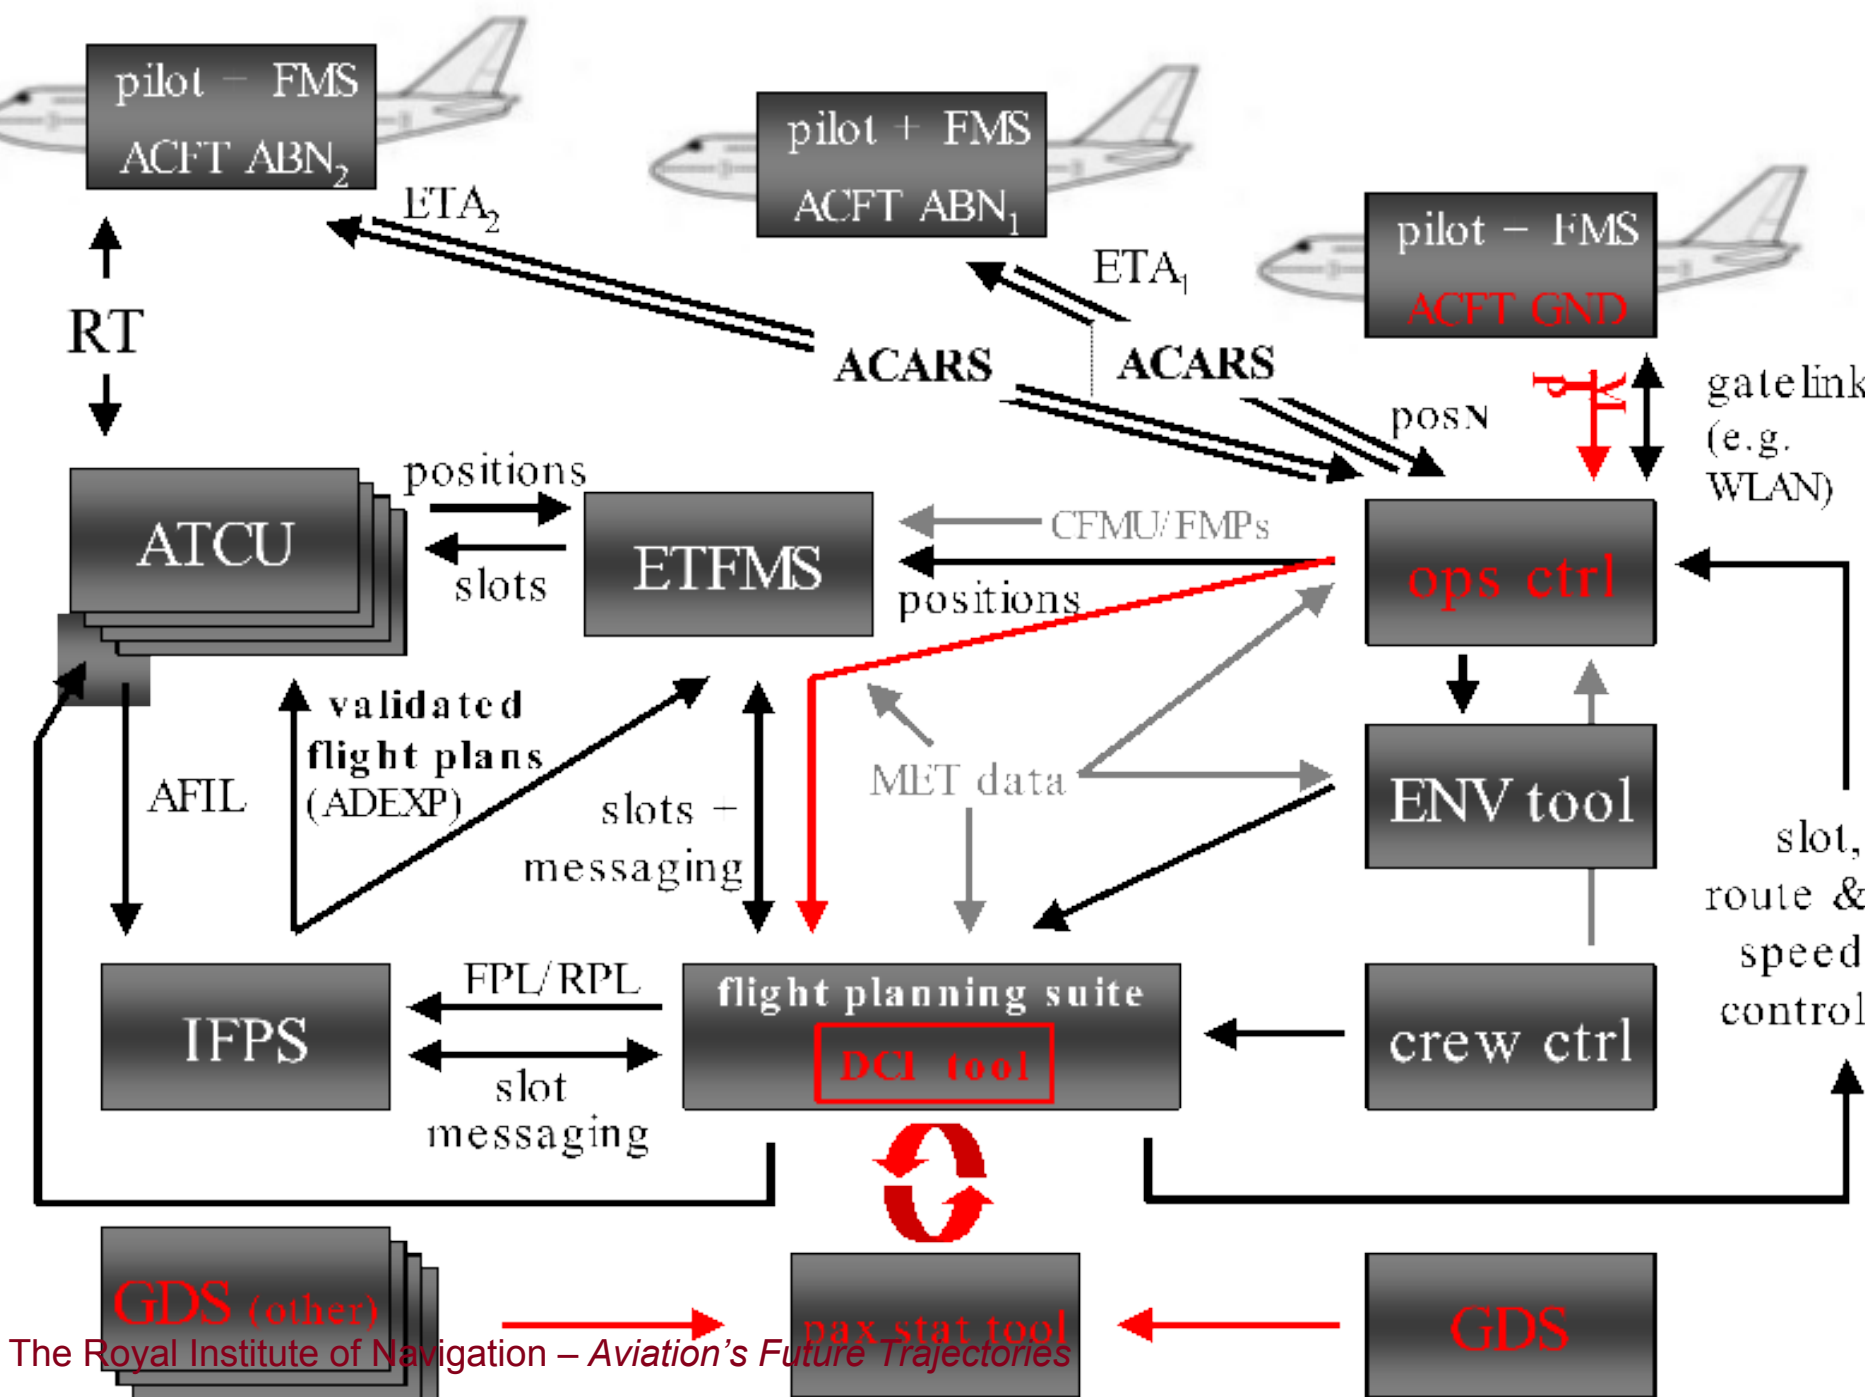 pilot – FMS
ACFT ABN2
pilot + FMS
ACFT ABN1
pilot – FMS
ACFT GND
ETA2
ETA1
RT
ACARS
ACARS
posN
gatelink
(e.g.
WLAN)
positions
ATCU
slots
ETFMS
CFMU/FMPs
positions
ops ctrl
validated
flight plans
(ADEXP)
AFIL
MET data
slots +
messaging
ENV tool
slot,
route &
speed
control
IFPS
FPL/RPL
slot
messaging
flight planning suite
DCI tool
crew ctrl
GDS (other)
pax stat tool
GDS
The Royal Institute of Navigation – Aviation's Future Trajectories